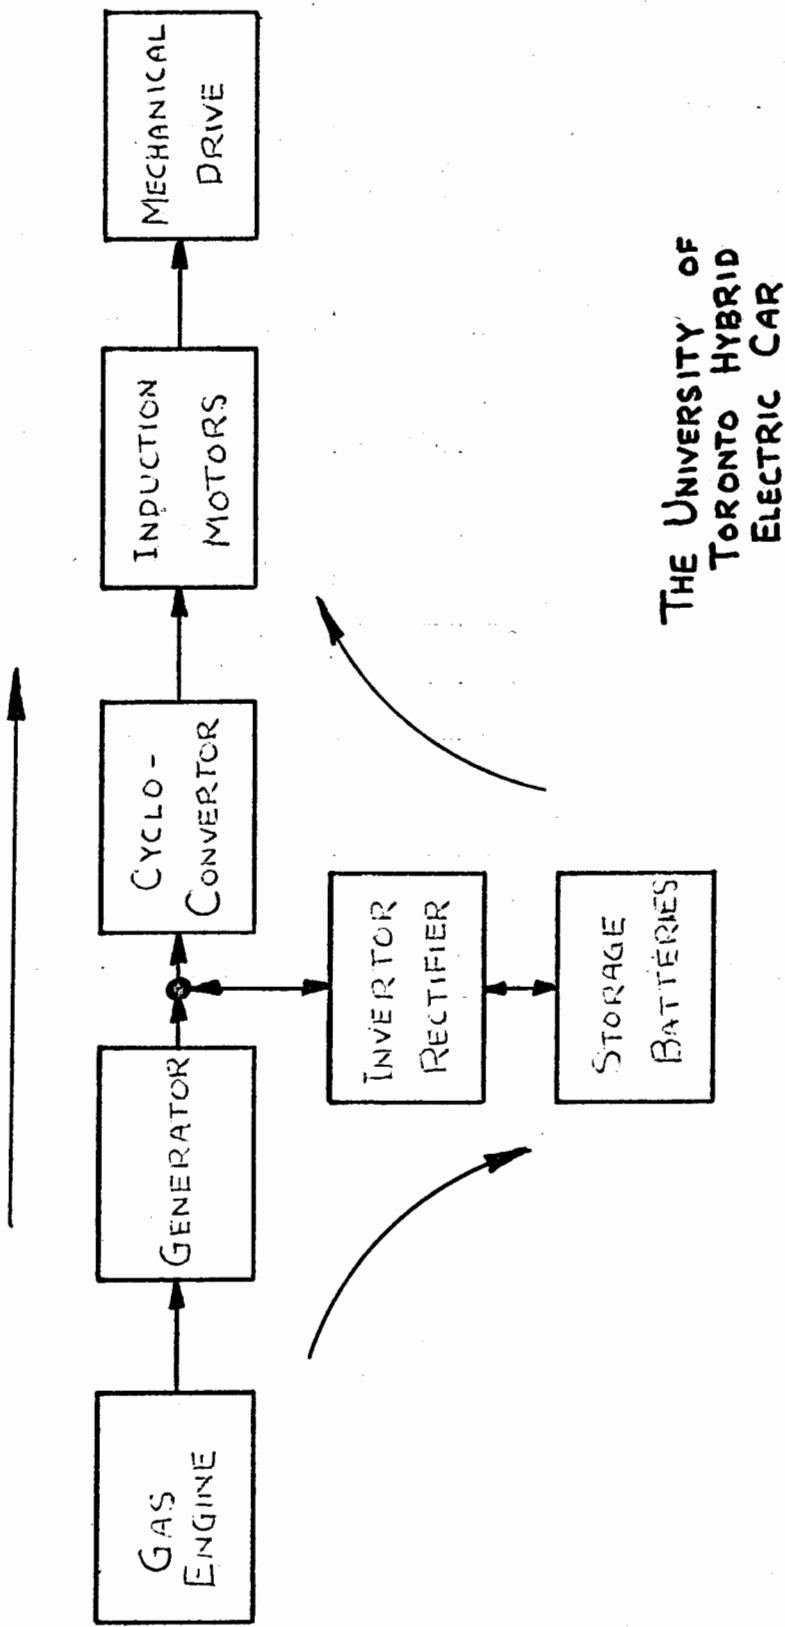 GAS
ENGINE
GENERATOR
CYCLO-
CONVERTOR
INDUCTION
MOTORS
MECHANICAL
DRIVE
INVERTOR
RECTIFIER
STORAGE
BATTERIES
THE UNIVERSITY OF
TORONTO HYBRID
ELECTRIC CAR